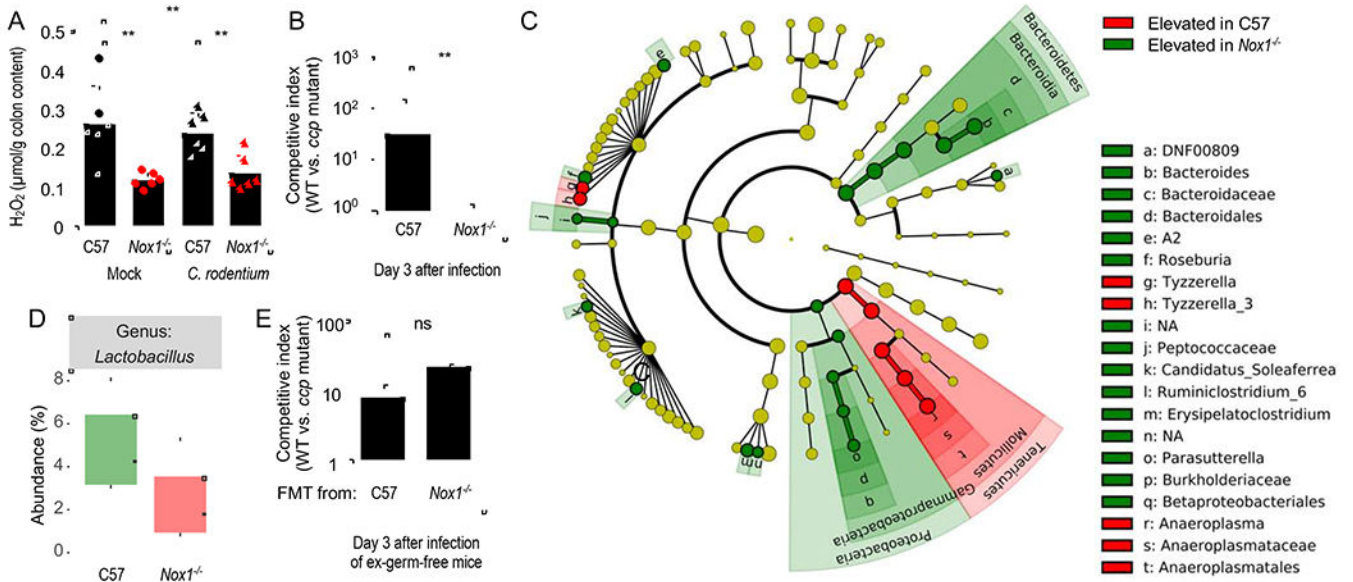 A
H₂O₂ (μmol/g colon content)
0.5
0.4
0.3
0.2
0.1
0
**
**
**
C57
Nox1⁻/⁻
C57
Nox1⁻/⁻
Mock
C. rodentium
B
Competitive index
(WT vs. ccp mutant)
10³
10²
10¹
10⁰
**
C57
Nox1⁻/⁻
Day 3 after infection
C
Elevated in C57
Elevated in Nox1⁻/⁻
Bacteroidetes
Bacteroidia
d
c
b
a
e
f
g
h
i
j
k
l
m
n
o
p
q
r
s
t
Tenericutes
Mollicutes
Gammaproteobacteria
Proteobacteria
a: DNF00809
b: Bacteroides
c: Bacteroidaceae
d: Bacteroidales
e: A2
f: Roseburia
g: Tyzzerella
h: Tyzzerella_3
i: NA
j: Peptococcaceae
k: Candidatus_Soleaferrea
l: Ruminiclostridium_6
m: Erysipelatoclostridium
n: NA
o: Parasutterella
p: Burkholderiaceae
q: Betaproteobacteriales
r: Anaeroplasma
s: Anaeroplasmataceae
t: Anaeroplasmatales
D
Genus:
Lactobacillus
Abundance (%)
8
6
4
2
0
C57
Nox1⁻/⁻
E
Competitive index
(WT vs. ccp mutant)
100
10
1
ns
FMT from:
C57
Nox1⁻/⁻
Day 3 after infection
of ex-germ-free mice